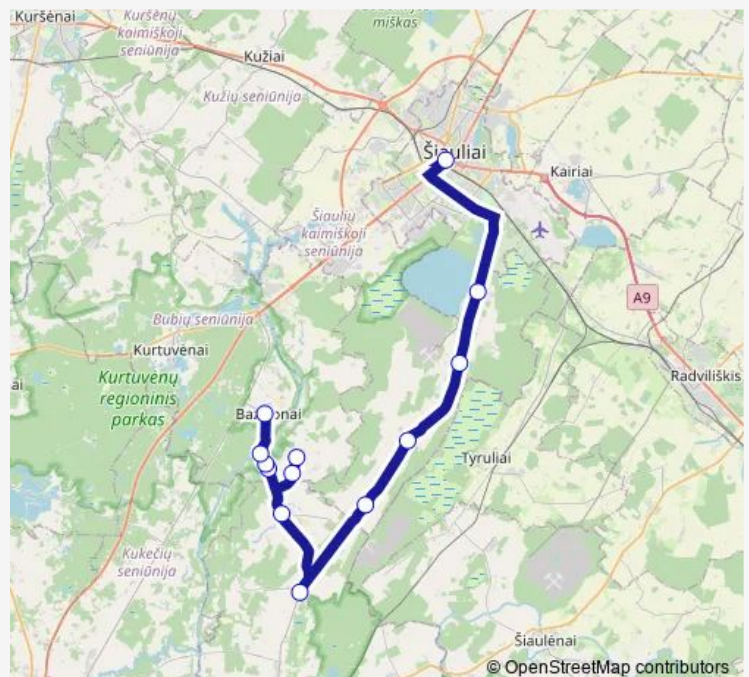 Kuršėnai
Kuršėnų
kaimiškoji
seniūnija
miškas
Kužiai
Kužių seniūnija
Šiauliai
Kairiai
Šiaulių
kaimiškoji
seniūnija
A9
Bubių seniūnija
Kurtuvėnai
Radviliškis
ai
Kurtuvėnų
regioninis
parkas
Tyruliai
Kukečių
seniūnija
Šiaulėnai
© OpenStreetMap contributors